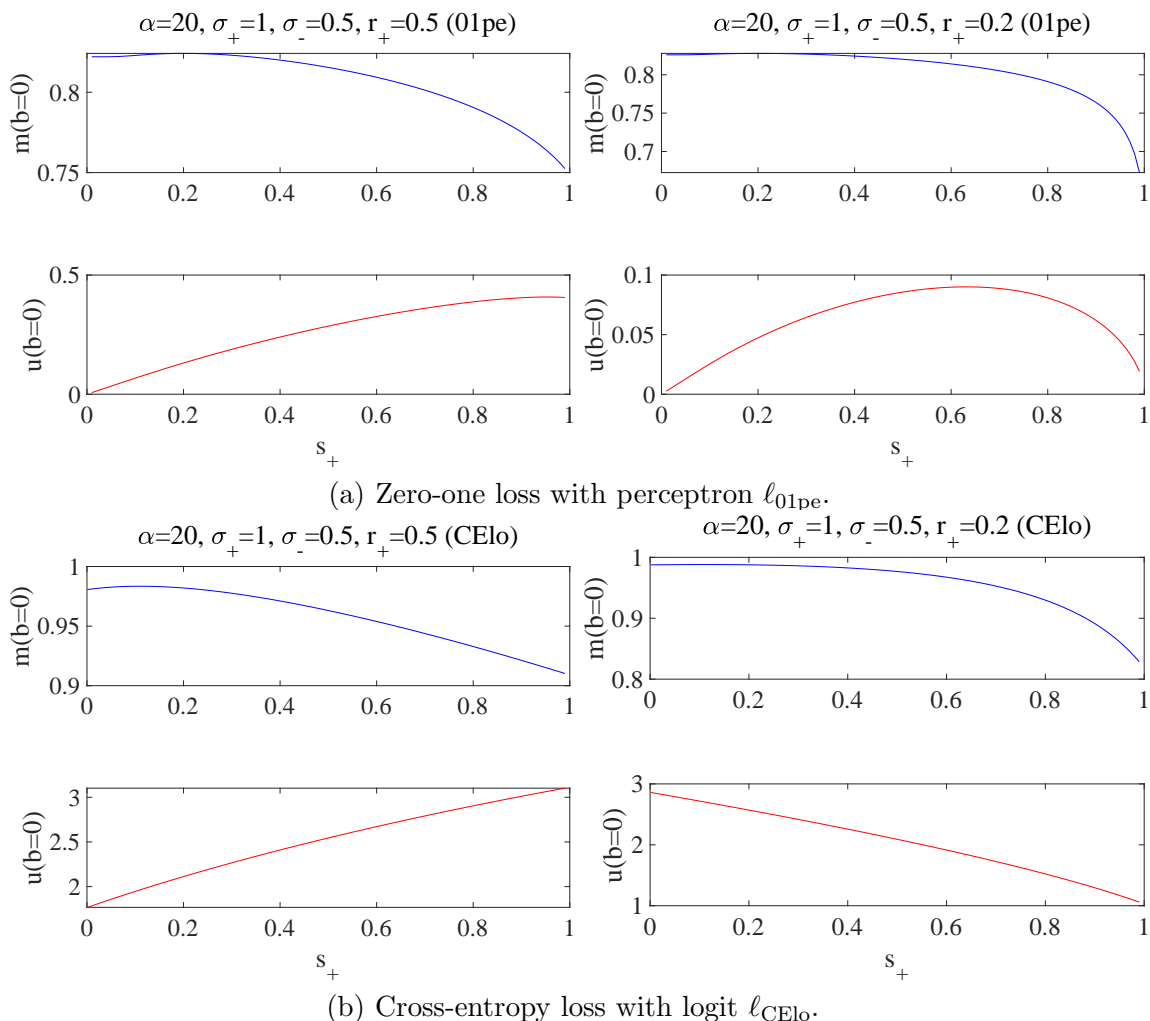 α=20, σ₊=1, σ₋=0.5, r₊=0.5 (01pe)
m(b=0)
0.8
0.75
0 0.2 0.4 0.6 0.8 1
u(b=0)
0.5
0
0 0.2 0.4 0.6 0.8 1
s₊
α=20, σ₊=1, σ₋=0.5, r₊=0.2 (01pe)
m(b=0)
0.8
0.75
0.7
0 0.2 0.4 0.6 0.8 1
u(b=0)
0.1
0.05
0
0 0.2 0.4 0.6 0.8 1
s₊
(a) Zero-one loss with perceptron ℓ₀₁ₚₑ.
α=20, σ₊=1, σ₋=0.5, r₊=0.5 (CElo)
m(b=0)
1
0.95
0.9
0 0.2 0.4 0.6 0.8 1
u(b=0)
3
2.5
2
0 0.2 0.4 0.6 0.8 1
s₊
α=20, σ₊=1, σ₋=0.5, r₊=0.2 (CElo)
m(b=0)
1
0.9
0.8
0 0.2 0.4 0.6 0.8 1
u(b=0)
3
2
1
0 0.2 0.4 0.6 0.8 1
s₊
(b) Cross-entropy loss with logit ℓ_CElo.